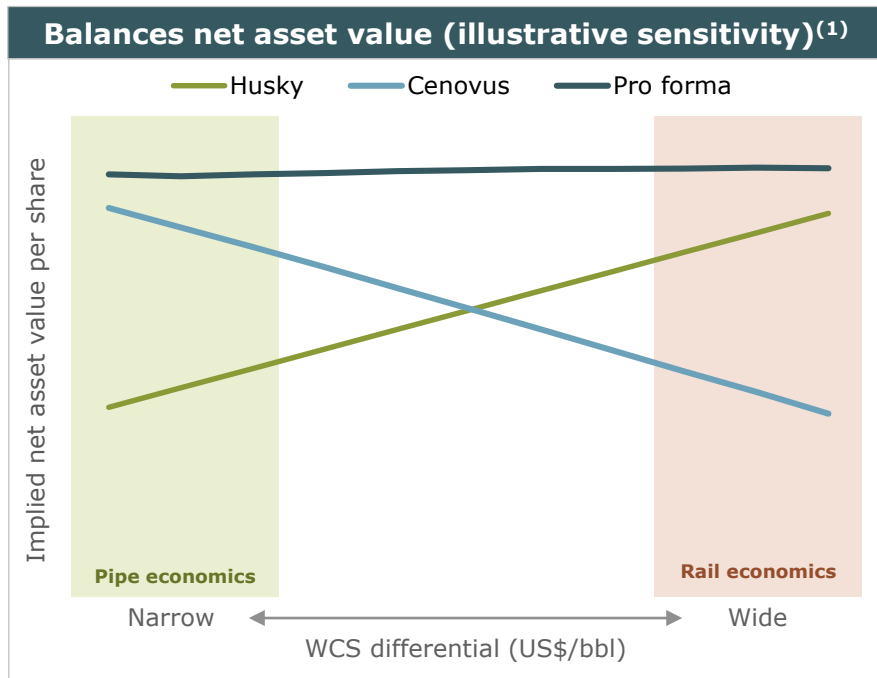 Balances net asset value (illustrative sensitivity)(1)
Husky Cenovus Pro forma
Implied net asset value per share
Pipe economics
Rail economics
Narrow Wide
WCS differential (US$/bbl)